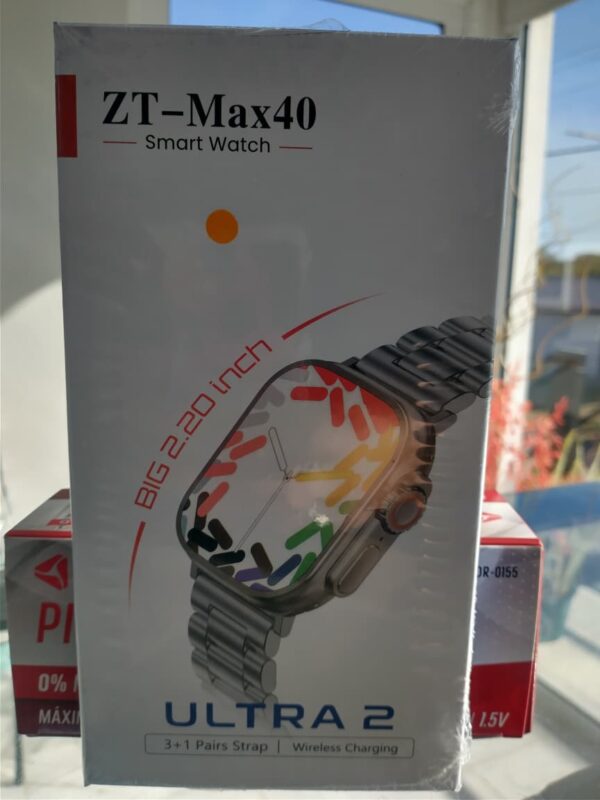 ZT-Max40
Smart Watch
BIG 2.20 inch
ULTRA 2
3+1 Pairs Strap | Wireless Charging
0%
1.5V